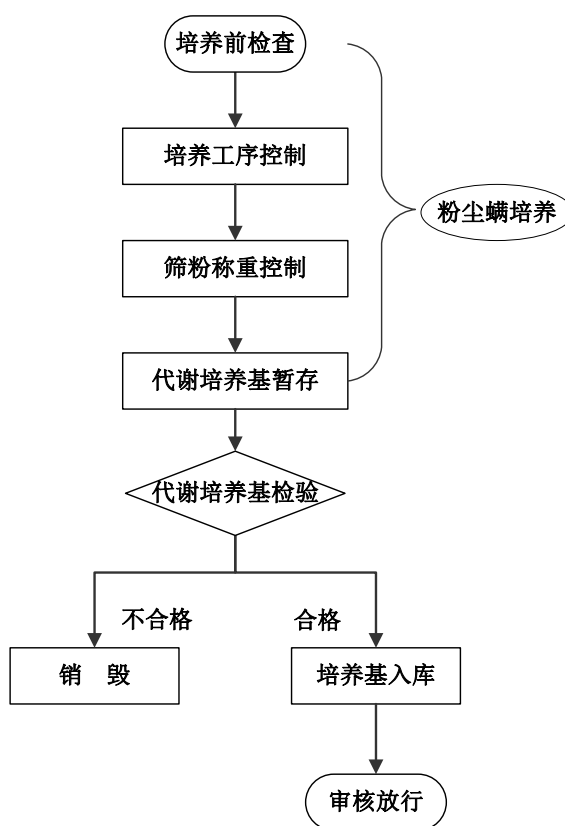 培养前检查
培养工序控制
粉尘螨培养
筛粉称重控制
代谢培养基暂存
代谢培养基检验
不合格
合格
销 毁
培养基入库
审核放行